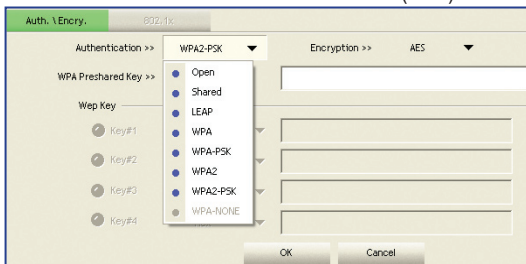 Auth. \ Encry. 802.1x
Authentication >> WPA2-PSK Encryption >> AES
WPA Preshared Key >>
Open
Shared
LEAP
WPA
WPA-PSK
WPA2
WPA2-PSK
WPA-NONE
Wep Key
Key#1
Key#2
Key#3
Key#4
OK Cancel